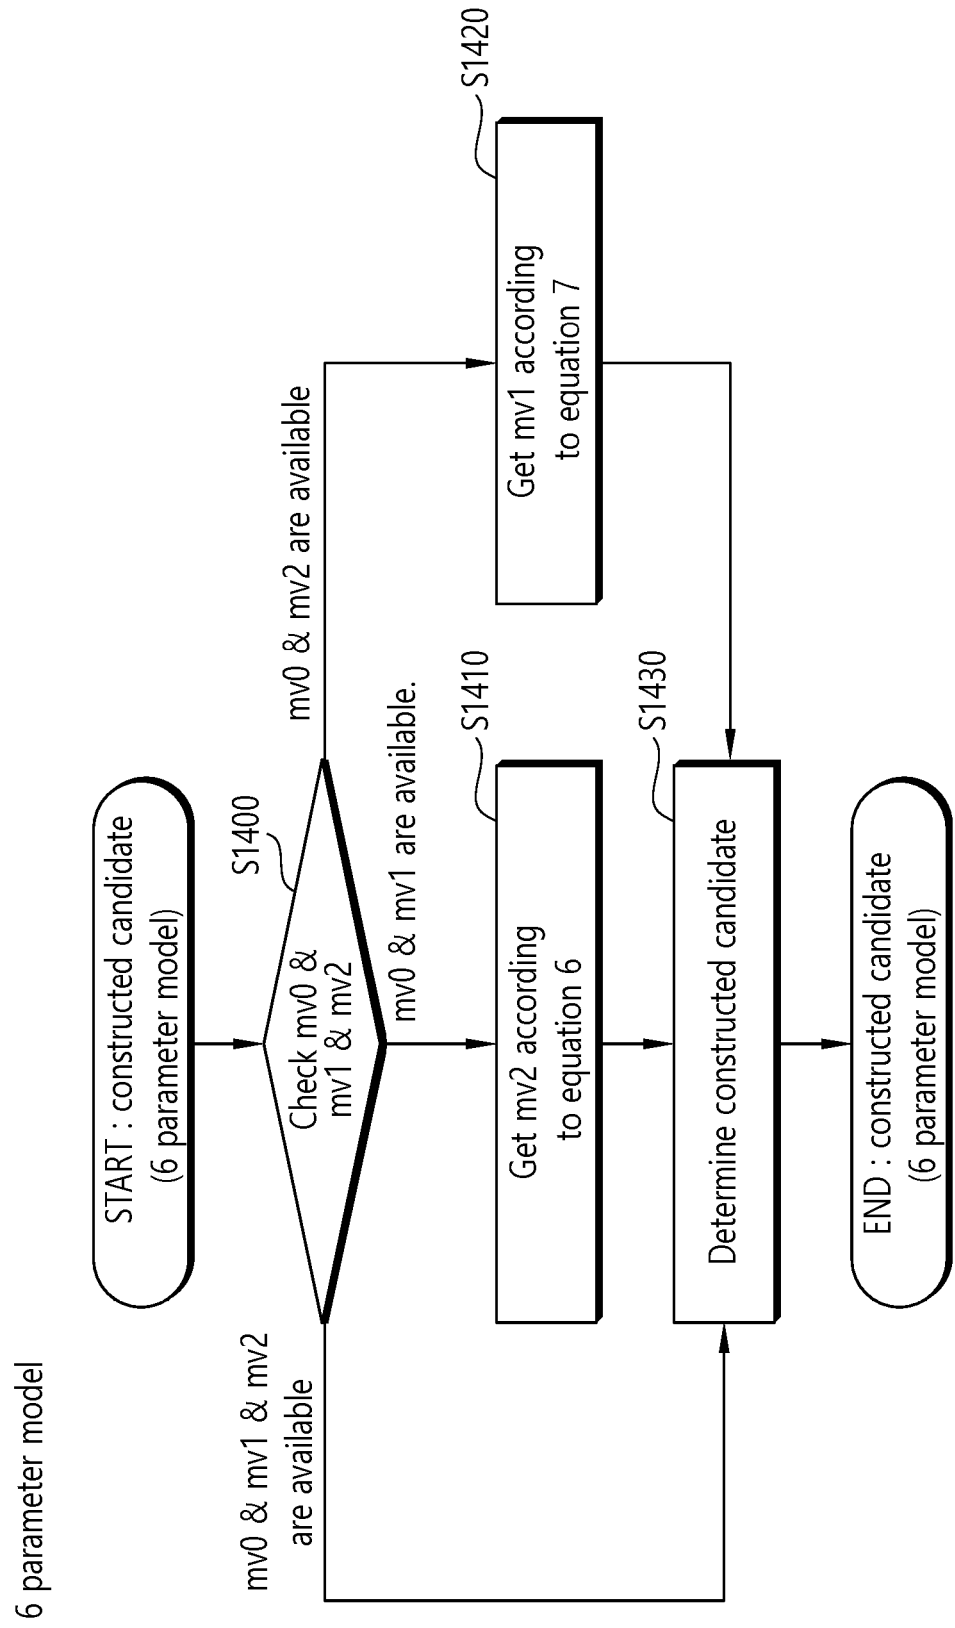 6 parameter model
START : constructed candidate
(6 parameter model)
S1400
Check mv0 &
mv1 & mv2
mv0 & mv1 & mv2
are available
mv0 & mv2 are available
mv0 & mv1 are available.
S1410
Get mv2 according
to equation 6
S1420
Get mv1 according
to equation 7
S1430
Determine constructed candidate
END : constructed candidate
(6 parameter model)